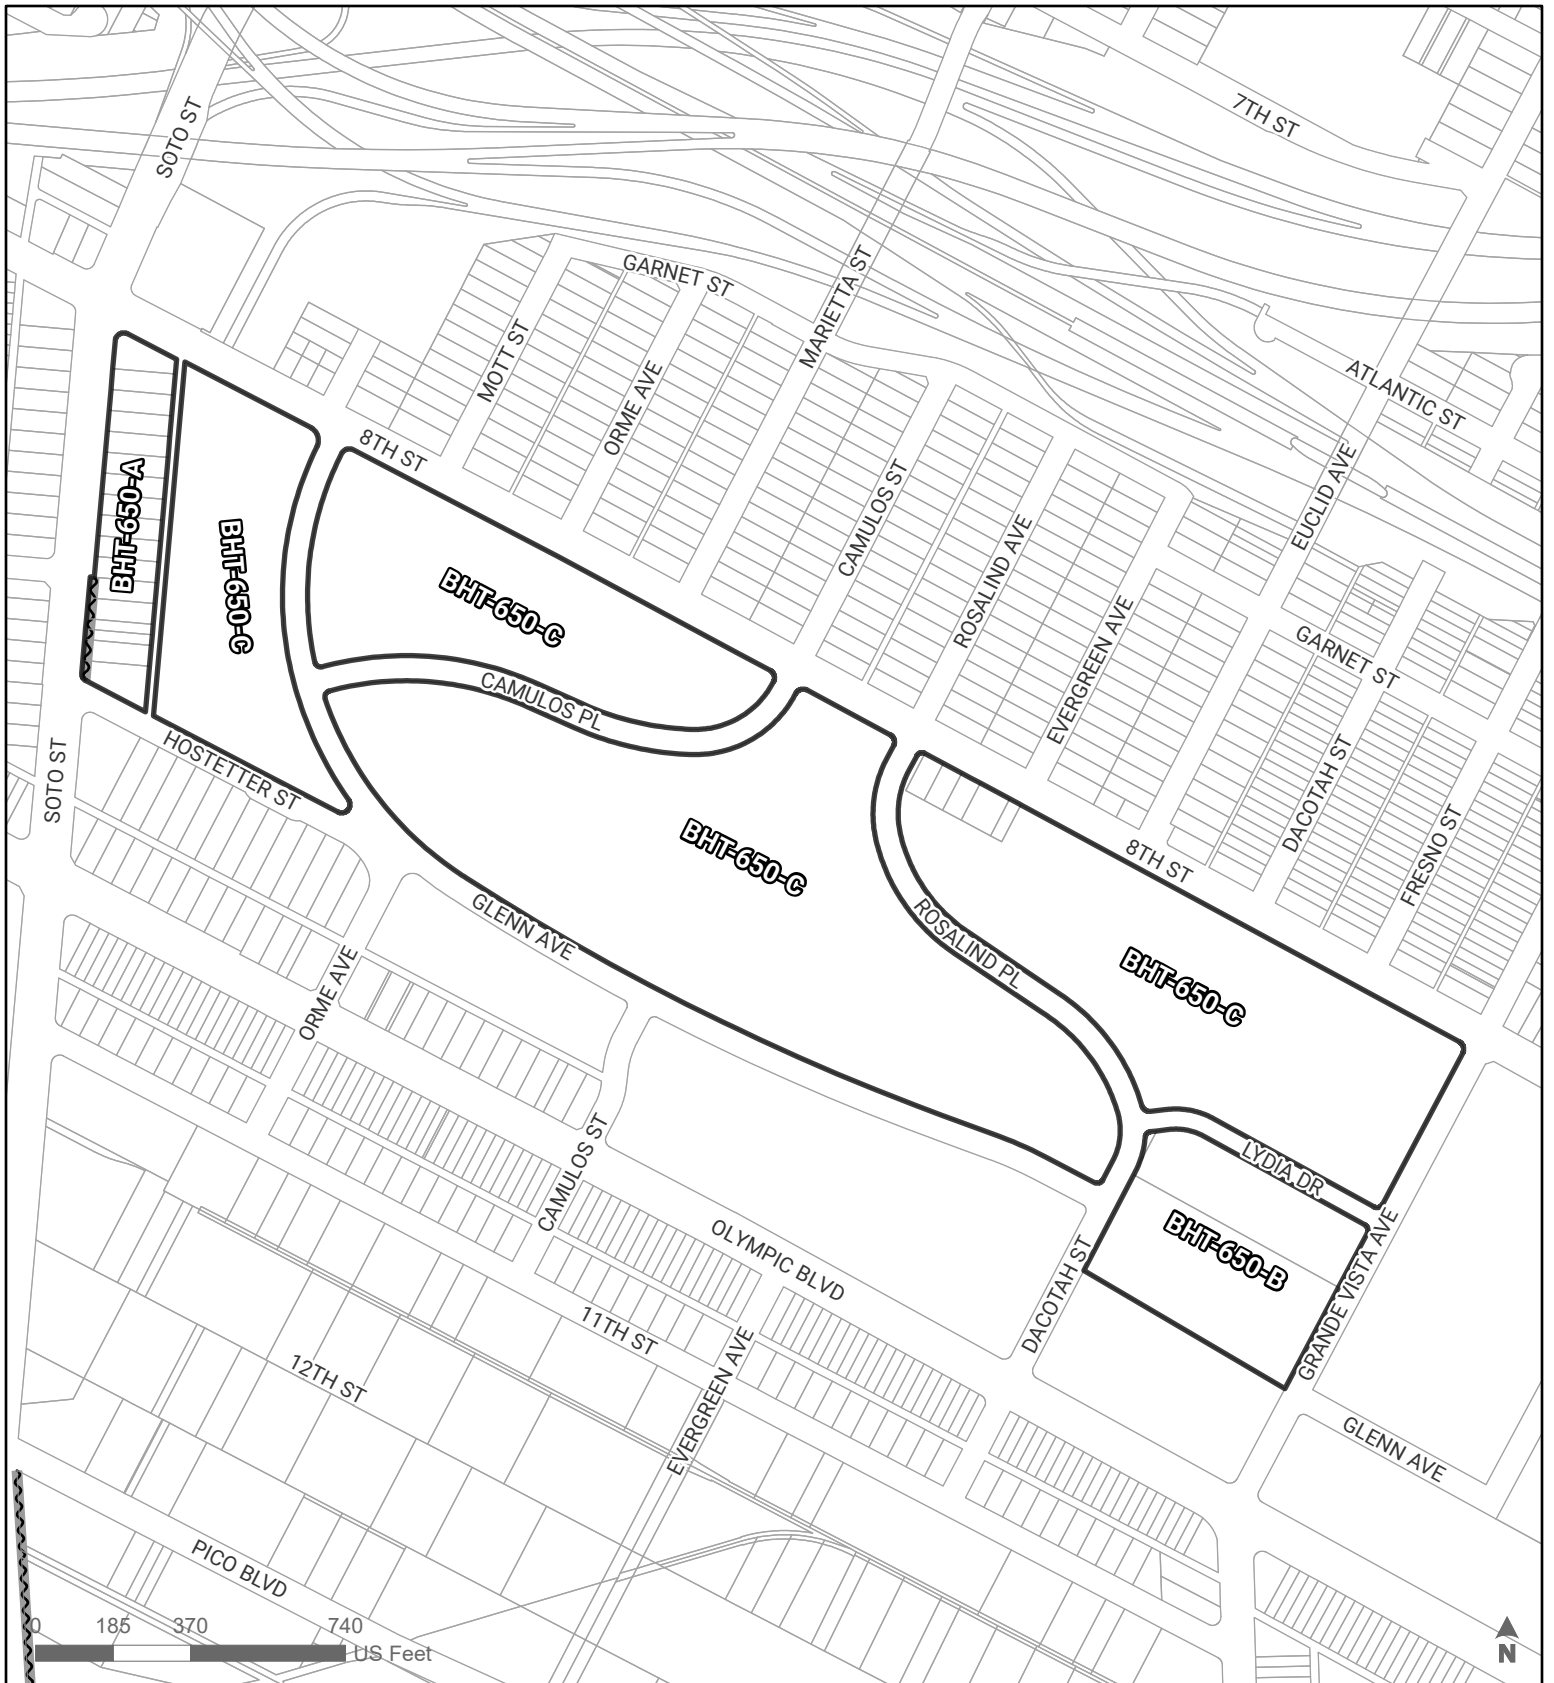 7TH ST
SOTO ST
GARNET ST
MARIETTA ST
MOTT ST
ORME AVE
ATLANTIC ST
8TH ST
EUCLID AVE
CAMULOS ST
BHT-650-A
BHT-650-C
BHT-650-C
ROSALIND AVE
EVERGREEN AVE
GARNET ST
CAMULOS PL
HOSTETTER ST
SOTO ST
DACOTAH ST
FRESNO ST
BHT-650-C
8TH ST
GLENN AVE
ROSALIND PL
BHT-650-C
ORME AVE
CAMULOS ST
LYDIA DR
BHT-650-B
OLYMPIC BLVD
DACOTAH ST
GRANDE VISTA AVE
11TH ST
12TH ST
EVERGREEN AVE
GLENN AVE
PICO BLVD
0 185 370 740
US Feet
N